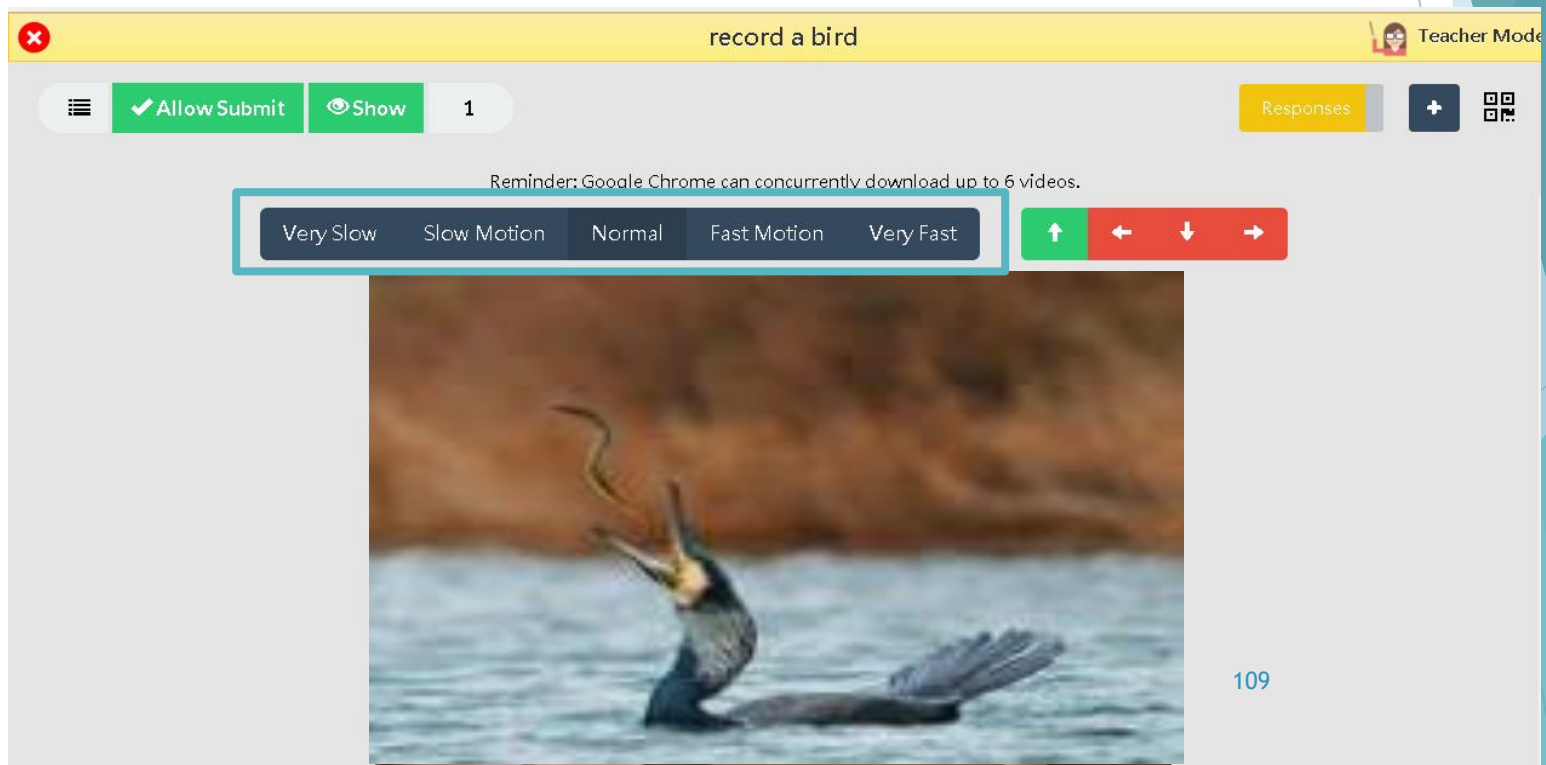 record a bird
Teacher Mode
Allow Submit Show 1
Responses
Reminder: Google Chrome can concurrently download up to 6 videos.
Very Slow Slow Motion Normal Fast Motion Very Fast
109